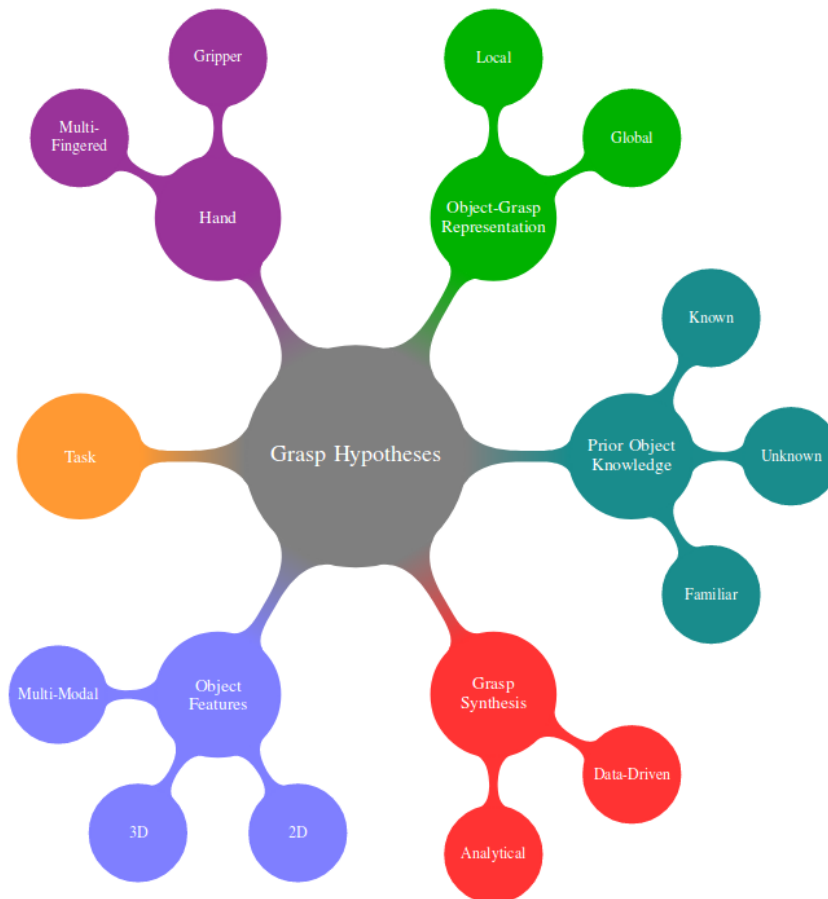 Gripper
Local
Multi-
Fingered
Global
Hand
Object-Grasp
Representation
Known
Grasp Hypotheses
Task
Prior Object
Knowledge
Unknown
Familiar
Object
Features
Multi-Modal
Grasp
Synthesis
Data-Driven
3D
2D
Analytical